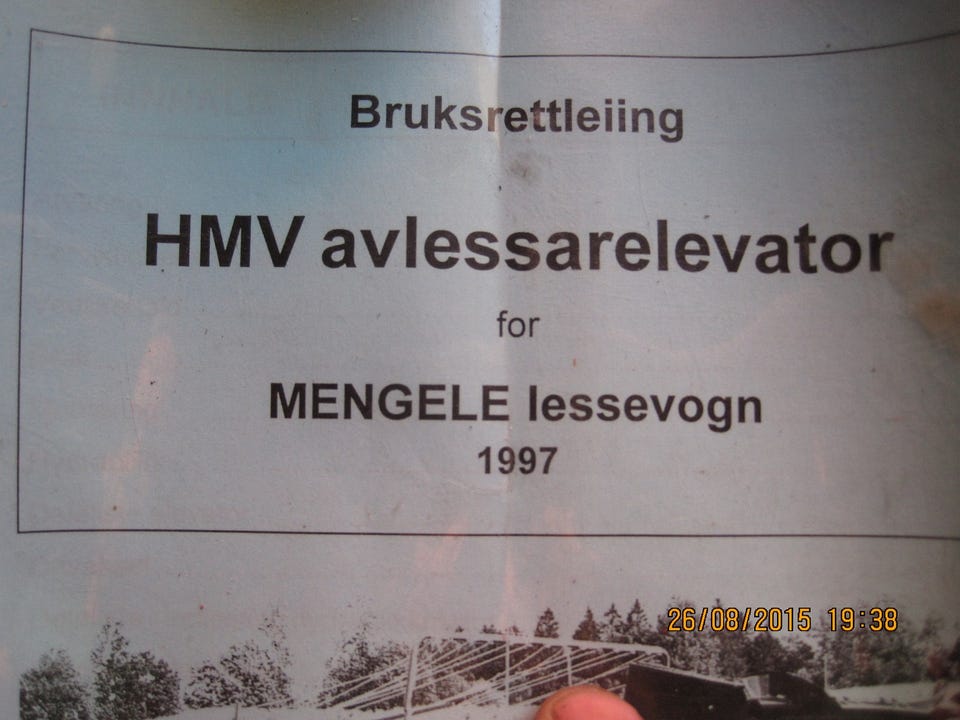 Bruksrettleiing
HMV avlessarelevator
for
MENGELE lessevogn
1997
26/08/2015 19:38